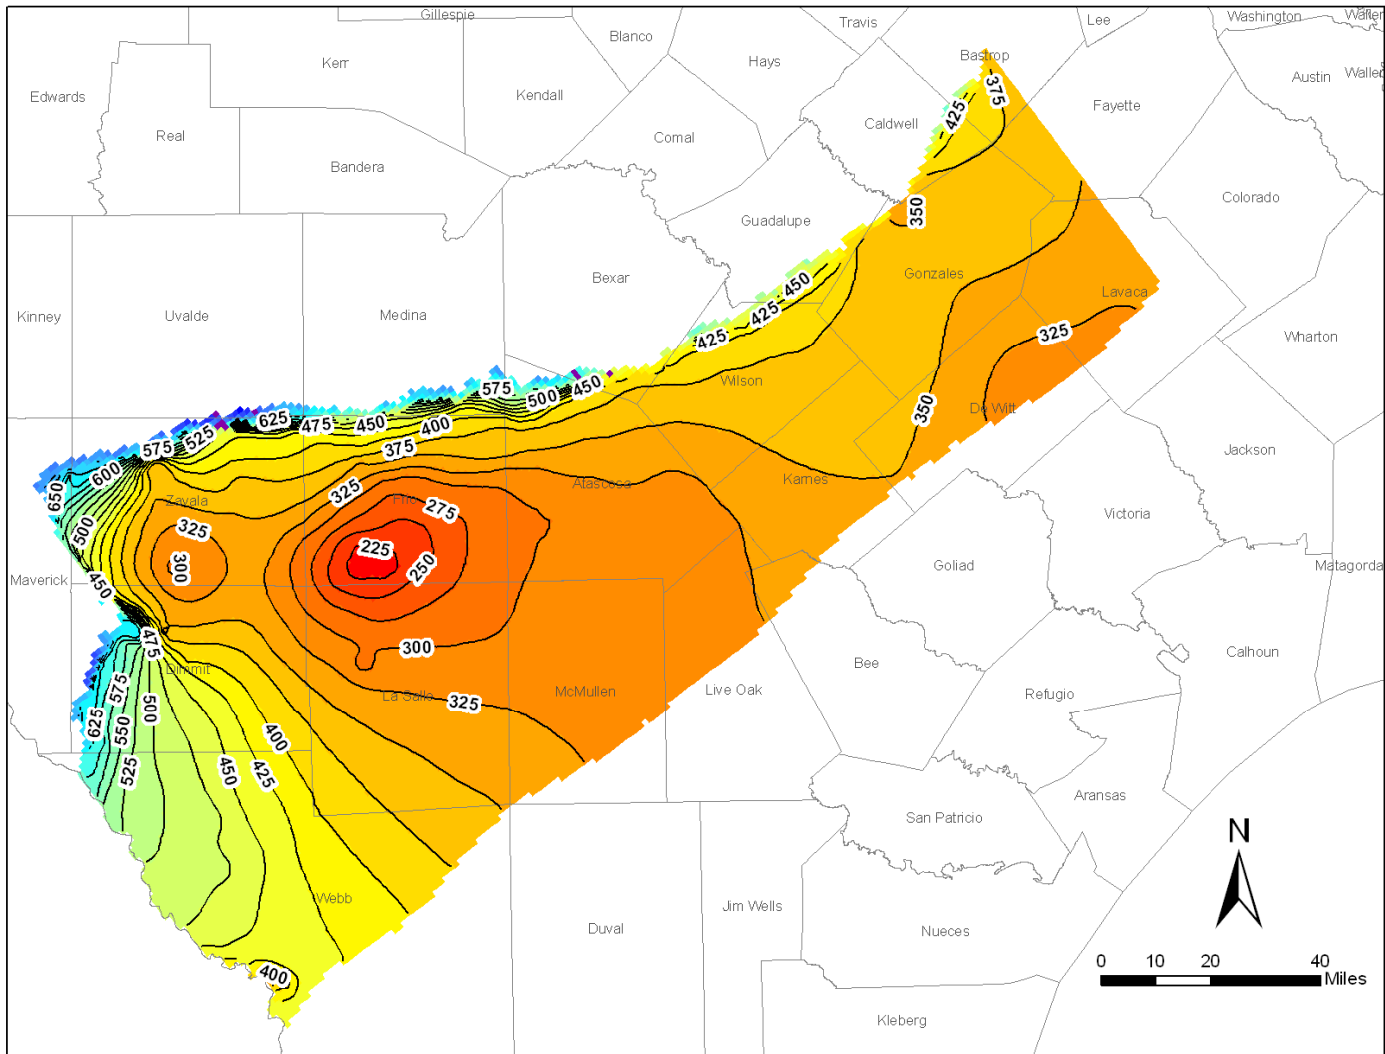 Gillespie
Travis
Lee
Washington
Blanco
Bastrop
Kerr
Hays
Austin
Waller
Edwards
Kendall
Fayette
375
425
Caldwell
Real
Comal
Bandera
Colorado
350
Guadalupe
Gonzales
Bexar
450
Lavaca
Kinney
Uvalde
Medina
425
325
Wharton
425
Wilson
575
450
500
350
De Witt
625
475
450
400
525
575
375
Jackson
600
650
325
Atascosa
Karnes
Zavala
Frio
275
Victoria
500
325
225
250
Goliad
300
Matagorda
Maverick
450
475
300
Calhoun
Dimmit
Bee
575
La Salle
McMullen
Live Oak
Refugio
625
500
325
550
400
525
450
425
Aransas
San Patricio
N
Webb
Jim Wells
Duval
Nueces
400
0 10 20 40
Miles
Kleberg